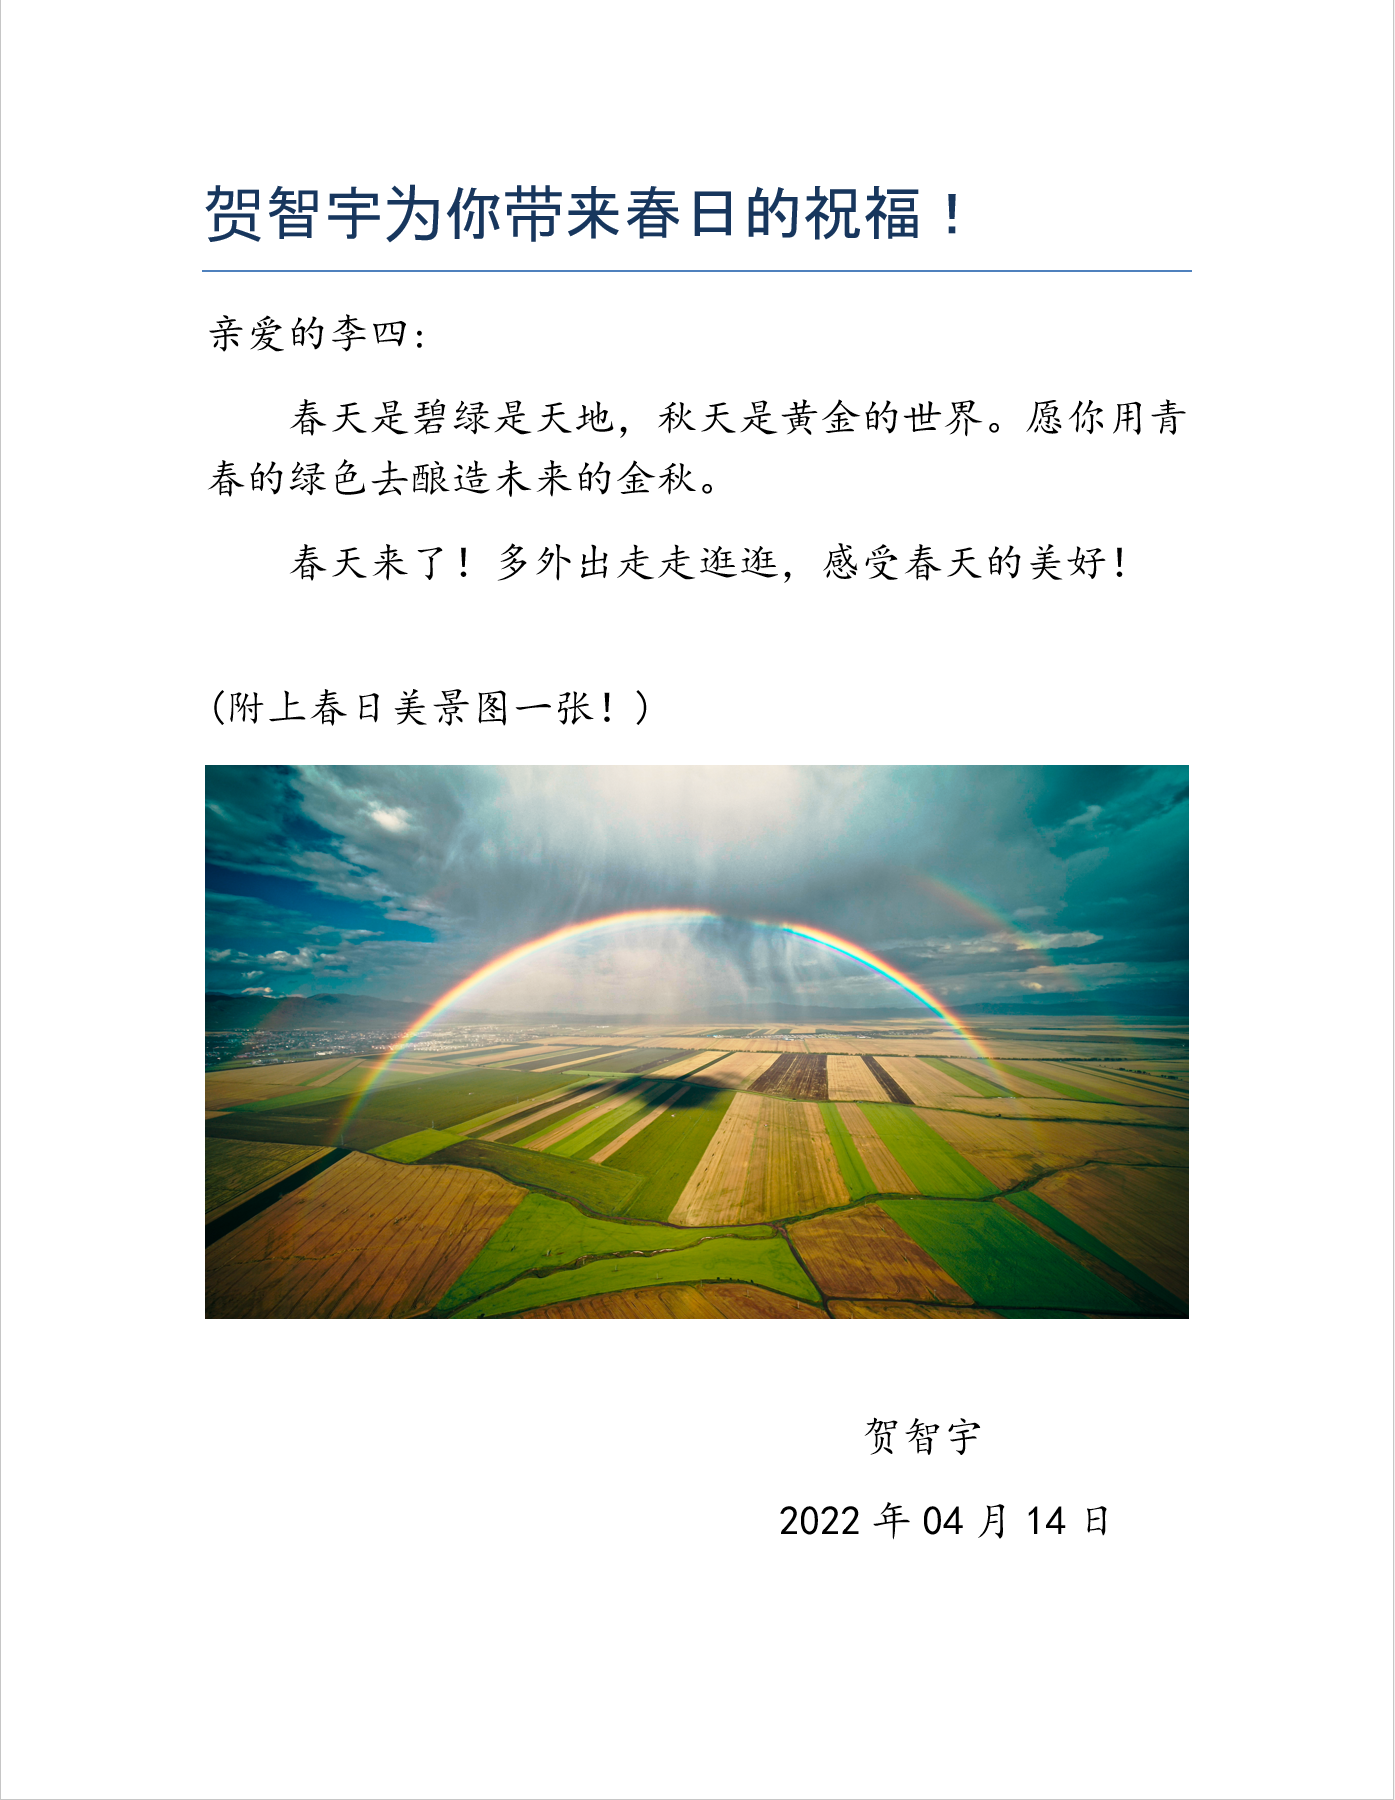 贺智宇为你带来春日的祝福！
亲爱的李四：
春天是碧绿是天地，秋天是黄金的世界。愿你用青
春的绿色去酿造未来的金秋。
春天来了！多外出走走逛逛，感受春天的美好！
(附上春日美景图一张！)
贺智宇
2022 年 04 月 14 日